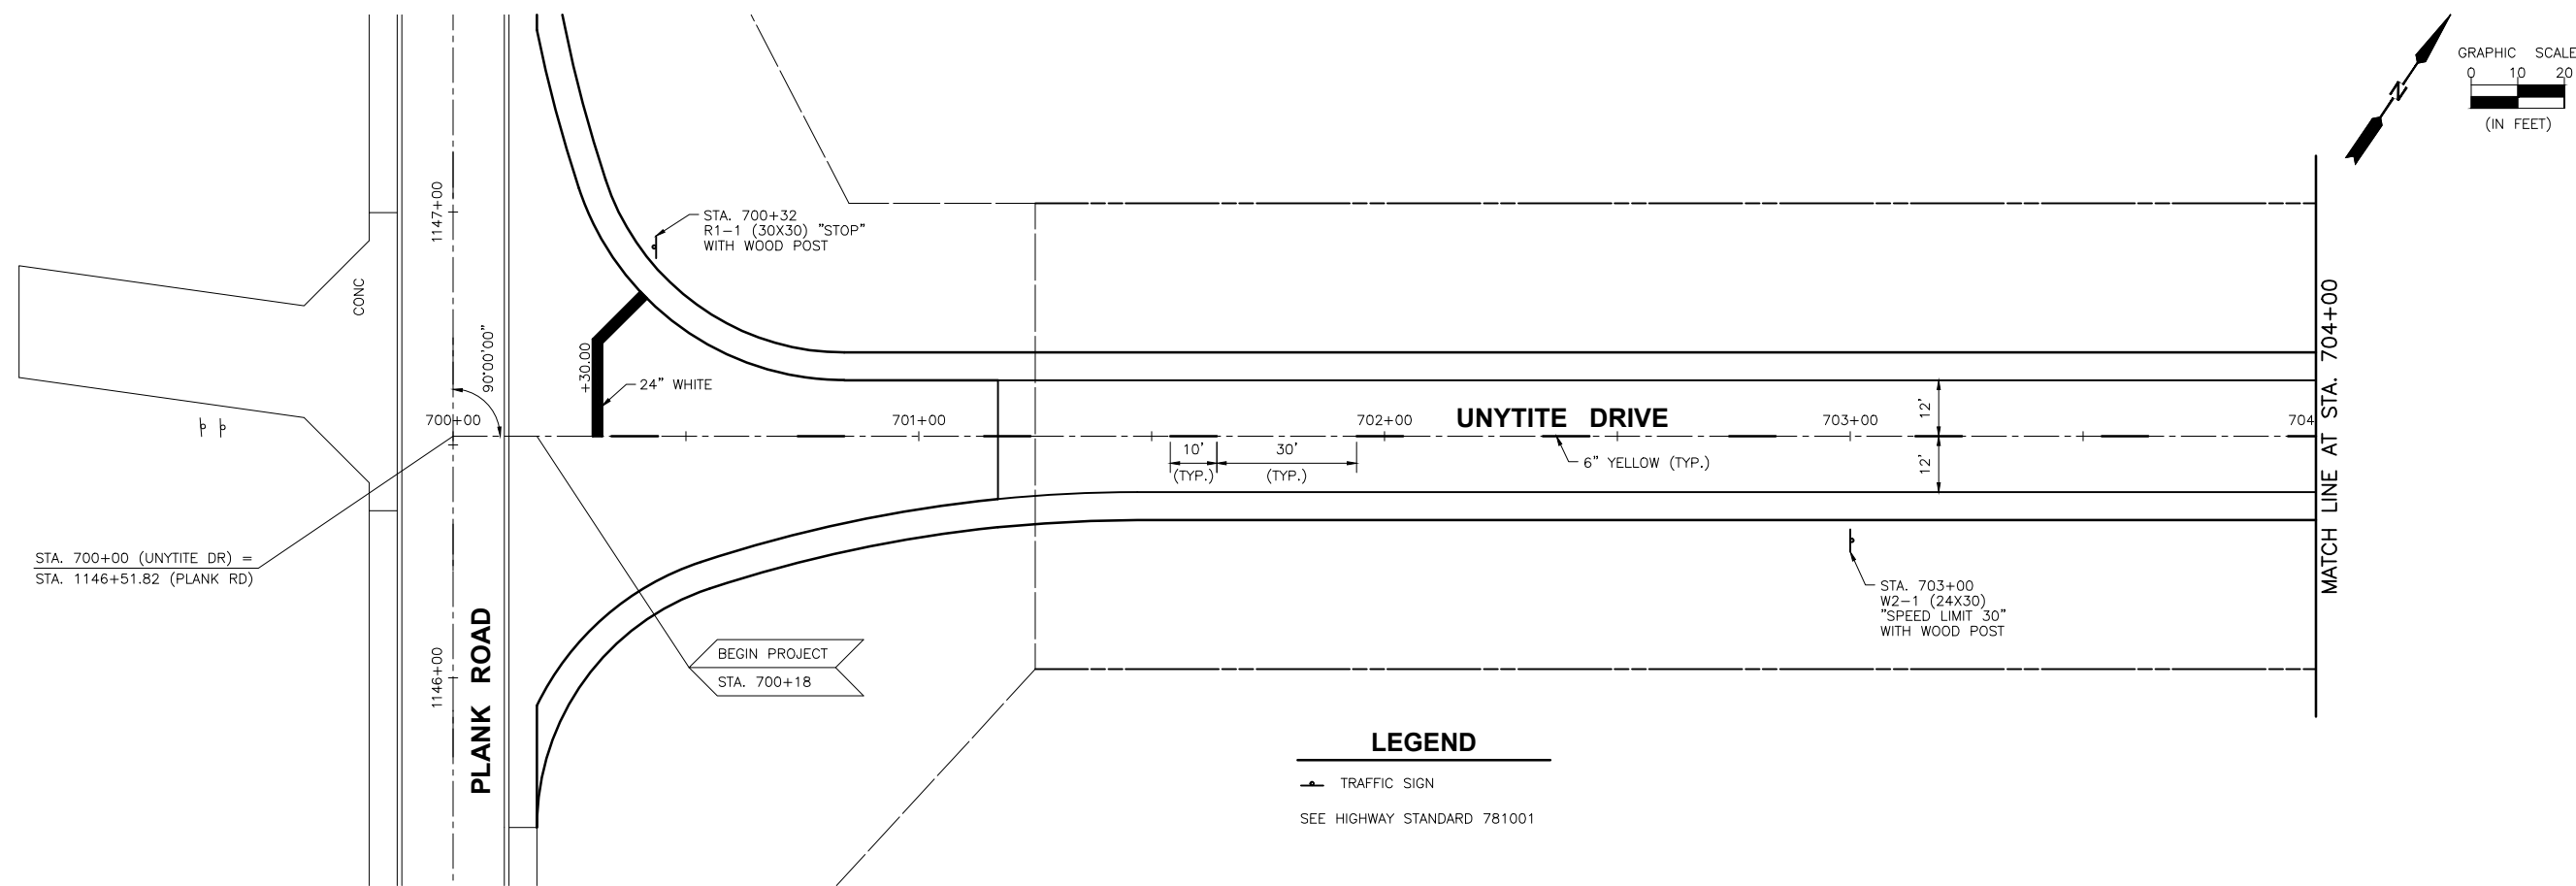 GRAPHIC SCALE
0 10 20
(IN FEET)
N
1147+00
STA. 700+32
R1-1 (30X30) "STOP"
WITH WOOD POST
CONC
90°00'00"
+30.00
24" WHITE
700+00
701+00
702+00
UNYTITE DRIVE
703+00
704
12'
12'
10'
(TYP.)
30'
(TYP.)
6" YELLOW (TYP.)
MATCH LINE AT STA. 704+00
STA. 700+00 (UNYTITE DR) =
STA. 1146+51.82 (PLANK RD)
STA. 703+00
W2-1 (24X30)
"SPEED LIMIT 30"
WITH WOOD POST
PLANK ROAD
1146+00
BEGIN PROJECT
STA. 700+18
LEGEND
TRAFFIC SIGN
SEE HIGHWAY STANDARD 781001